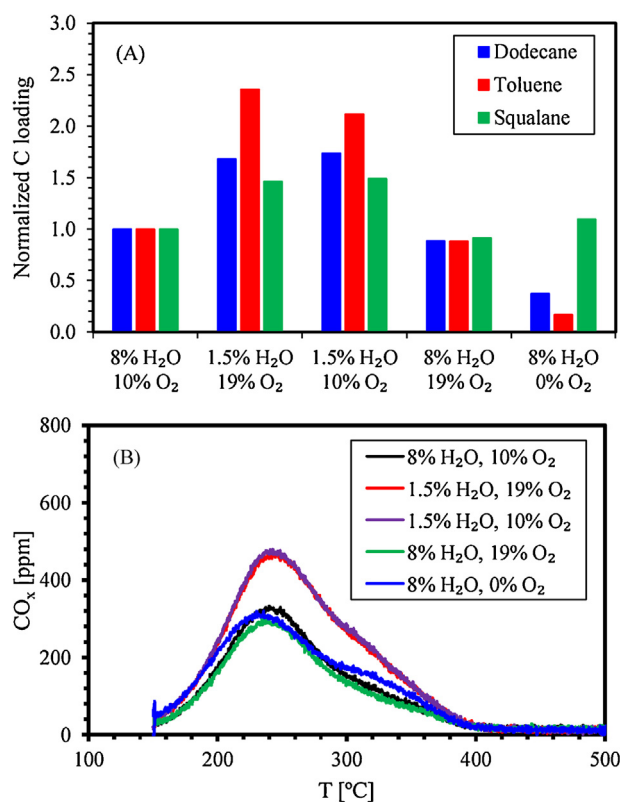 (A)
Dodecane
Toluene
Squalane
Normalized C loading
3.0
2.5
2.0
1.5
1.0
0.5
0.0
8% H₂O 1.5% H₂O 1.5% H₂O 8% H₂O 8% H₂O
10% O₂ 19% O₂ 10% O₂ 19% O₂ 0% O₂
(B)
8% H₂O, 10% O₂
1.5% H₂O, 19% O₂
1.5% H₂O, 10% O₂
8% H₂O, 19% O₂
8% H₂O, 0% O₂
COₓ [ppm]
800
600
400
200
0
100 200 300 400 500
T [ºC]